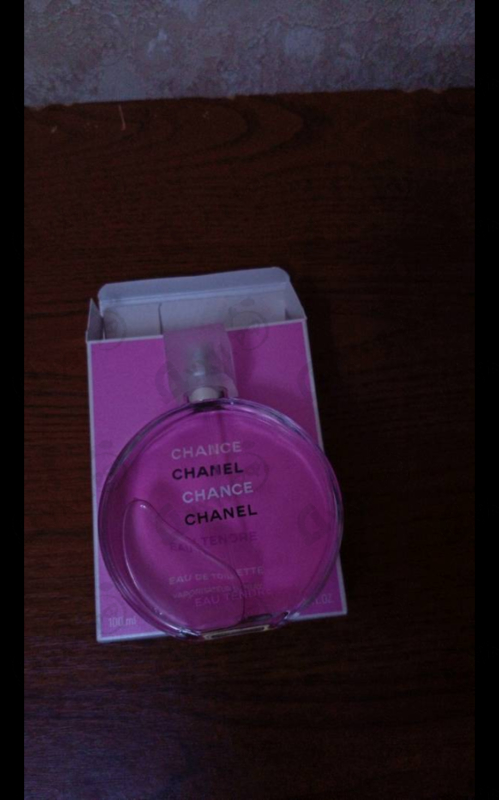 CHANCE
CHANEL
CHANCE
CHANEL
EAU TENDRE
EAU DE TOILETTE
EAU TENDRE
100 ml